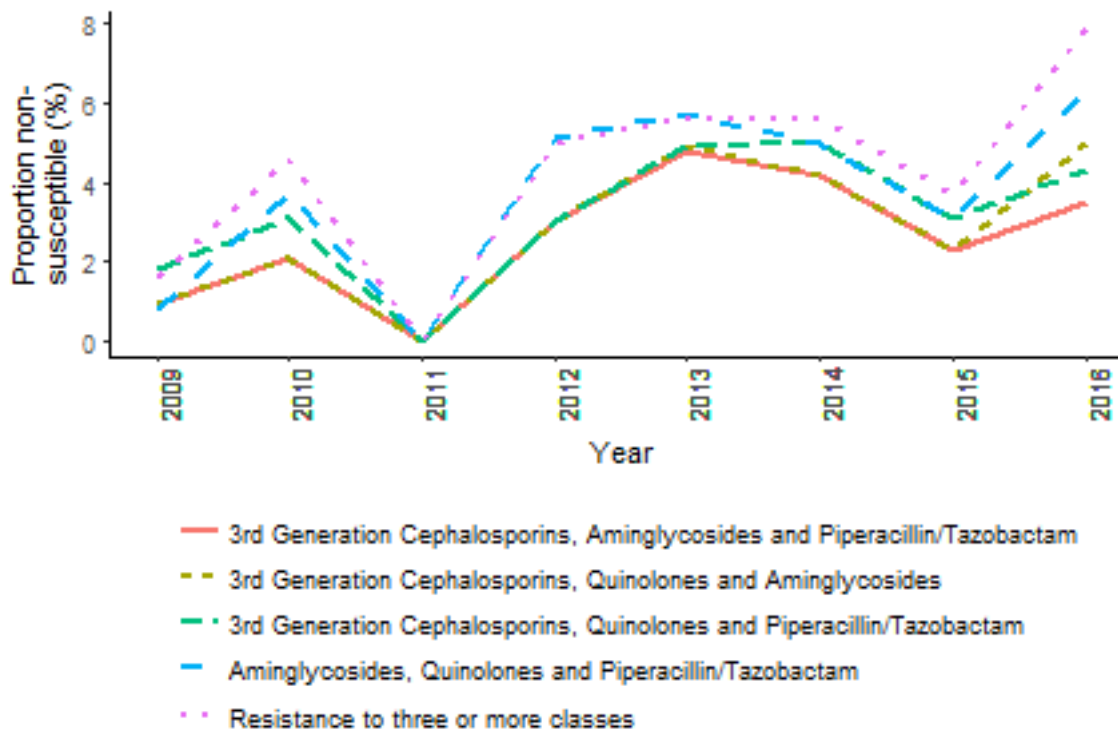 8
6
4
2
0
Proportion non-
susceptible (%)
2009
2010
2011
2012
2013
2014
2015
2016
Year
3rd Generation Cephalosporins, Aminglycosides and Piperacillin/Tazobactam
3rd Generation Cephalosporins, Quinolones and Aminglycosides
3rd Generation Cephalosporins, Quinolones and Piperacillin/Tazobactam
Aminglycosides, Quinolones and Piperacillin/Tazobactam
Resistance to three or more classes